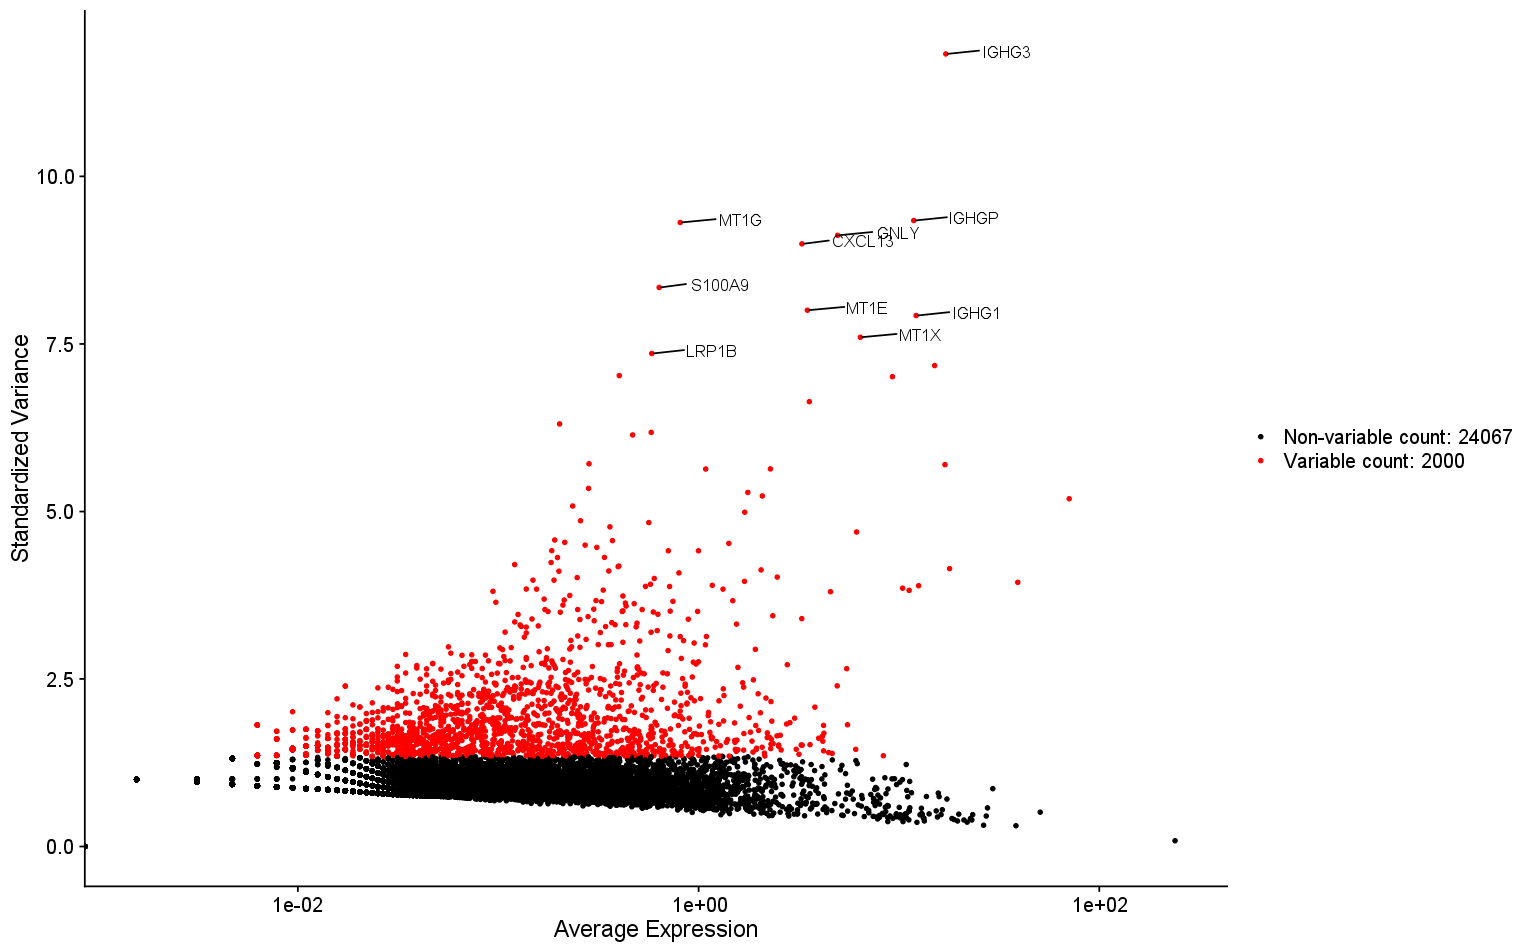 IGHG3
10.0
MT1G
IGHGP
GNLY
CXCL13
S100A9
MT1E
IGHG1
MT1X
7.5
LRP1B
Standardized Variance
Non-variable count: 24067
Variable count: 2000
5.0
2.5
0.0
1e-02
1e+00
1e+02
Average Expression